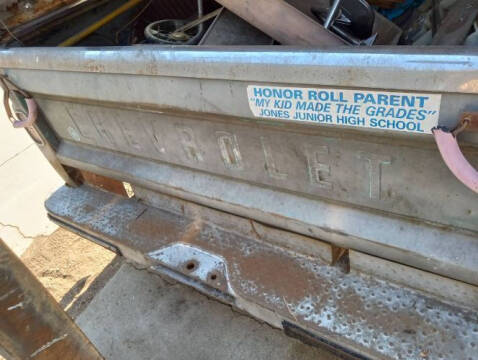 HONOR ROLL PARENT
"MY KID MADE THE GRADES"
JONES JUNIOR HIGH SCHOOL
CHEVROLET